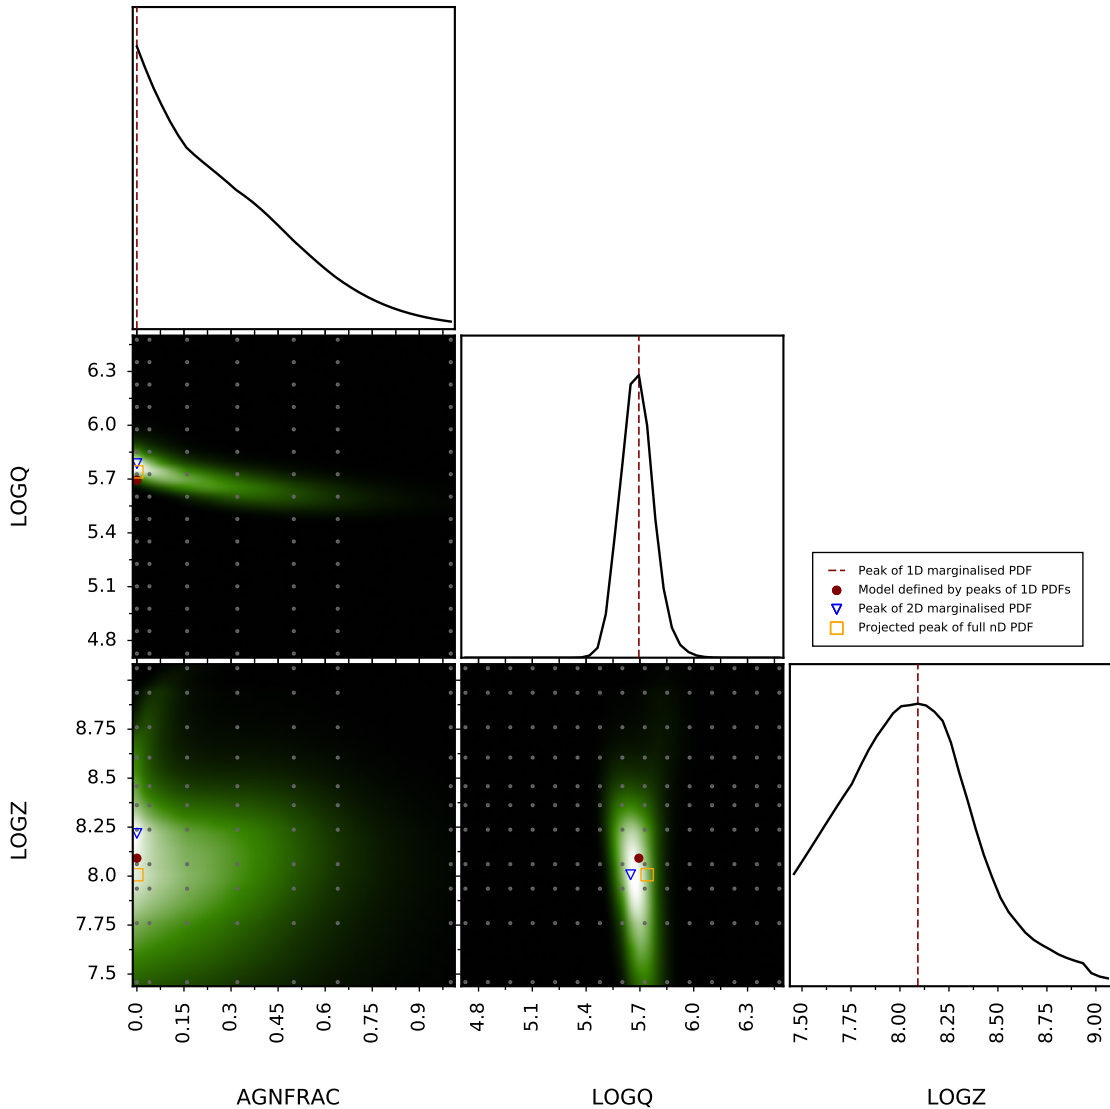 6.3
6.0
5.7
5.4
5.1
4.8
LOGQ
Peak of 1D marginalised PDF
Model defined by peaks of 1D PDFs
Peak of 2D marginalised PDF
Projected peak of full nD PDF
8.75
8.5
8.25
8.0
7.75
7.5
LOGZ
0.0 0.15 0.3 0.45 0.6 0.75 0.9
4.8 5.1 5.4 5.7 6.0 6.3
7.50 7.75 8.00 8.25 8.50 8.75 9.00
AGNFRAC LOGQ LOGZ